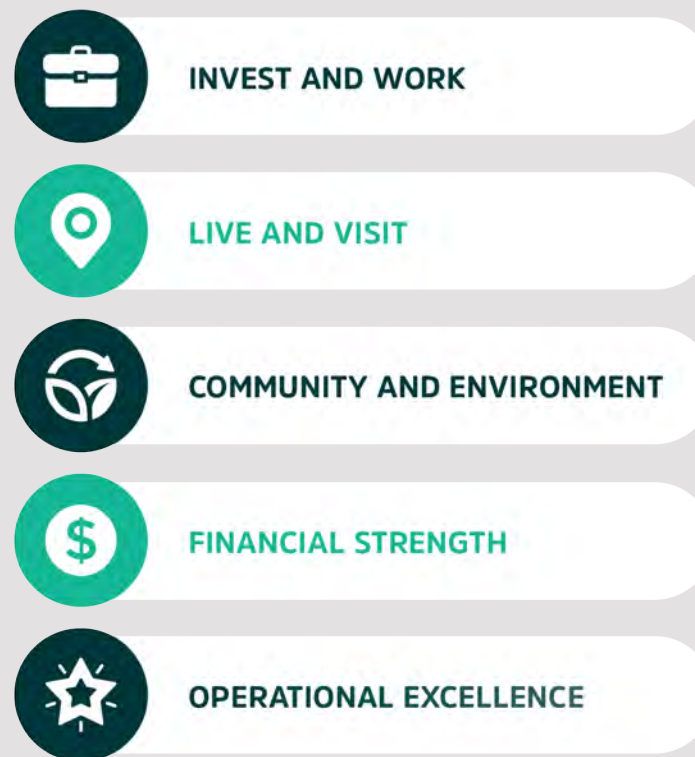 INVEST AND WORK
LIVE AND VISIT
COMMUNITY AND ENVIRONMENT
$
FINANCIAL STRENGTH
OPERATIONAL EXCELLENCE